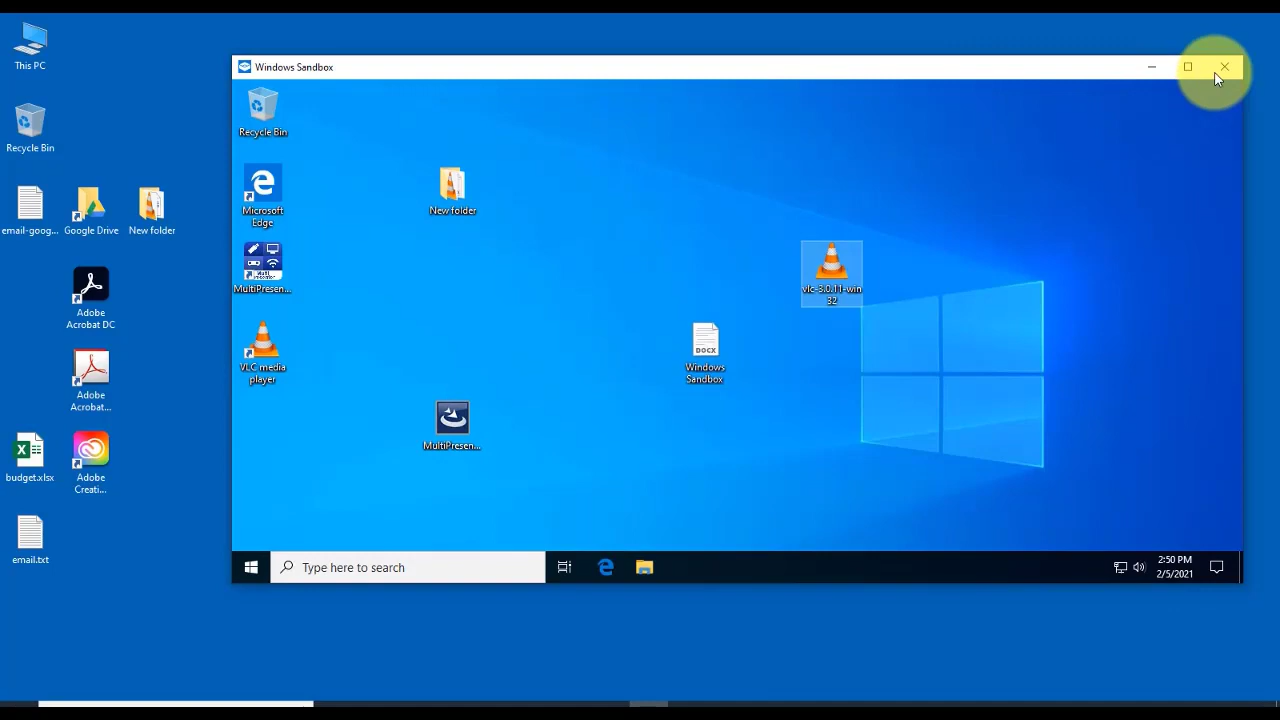 This PC
Recycle Bin
email-goog...
Google Drive
New folder
Adobe
Acrobat DC
Adobe
Acrobat...
budget.xlsx
Adobe
Creati...
email.txt
Windows Sandbox
Recycle Bin
Microsoft
Edge
New folder
MultiPresen...
VLC media
player
MultiPresen...
DOCX
Windows
Sandbox
vlc-3.0.11-win
32
Type here to search
2:50 PM
2/5/2021